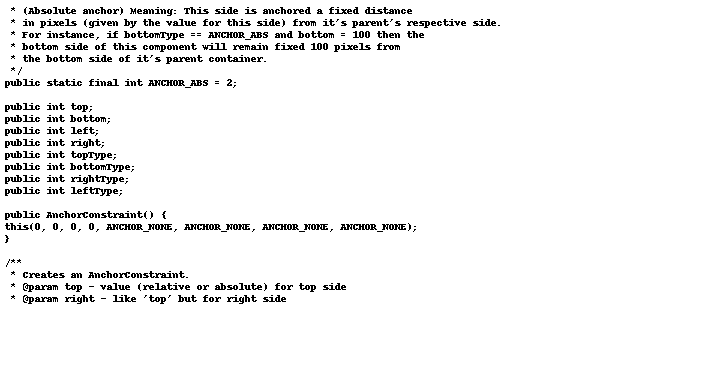 * (Absolute anchor) Meaning: This side is anchored a fixed distance
* in pixels (given by the value for this side) from it's parent's respective side.
* For instance, if bottomType == ANCHOR_ABS and bottom = 100 then the
* bottom side of this component will remain fixed 100 pixels from
* the bottom side of it's parent container.
*/
public static final int ANCHOR_ABS = 2;
public int top;
public int bottom;
public int left;
public int right;
public int topType;
public int bottomType;
public int rightType;
public int leftType;
public AnchorConstraint() {
this(0, 0, 0, 0, ANCHOR_NONE, ANCHOR_NONE, ANCHOR_NONE, ANCHOR_NONE);
}
/**
* Creates an AnchorConstraint.
* @param top - value (relative or absolute) for top side
* @param right - like 'top' but for right side